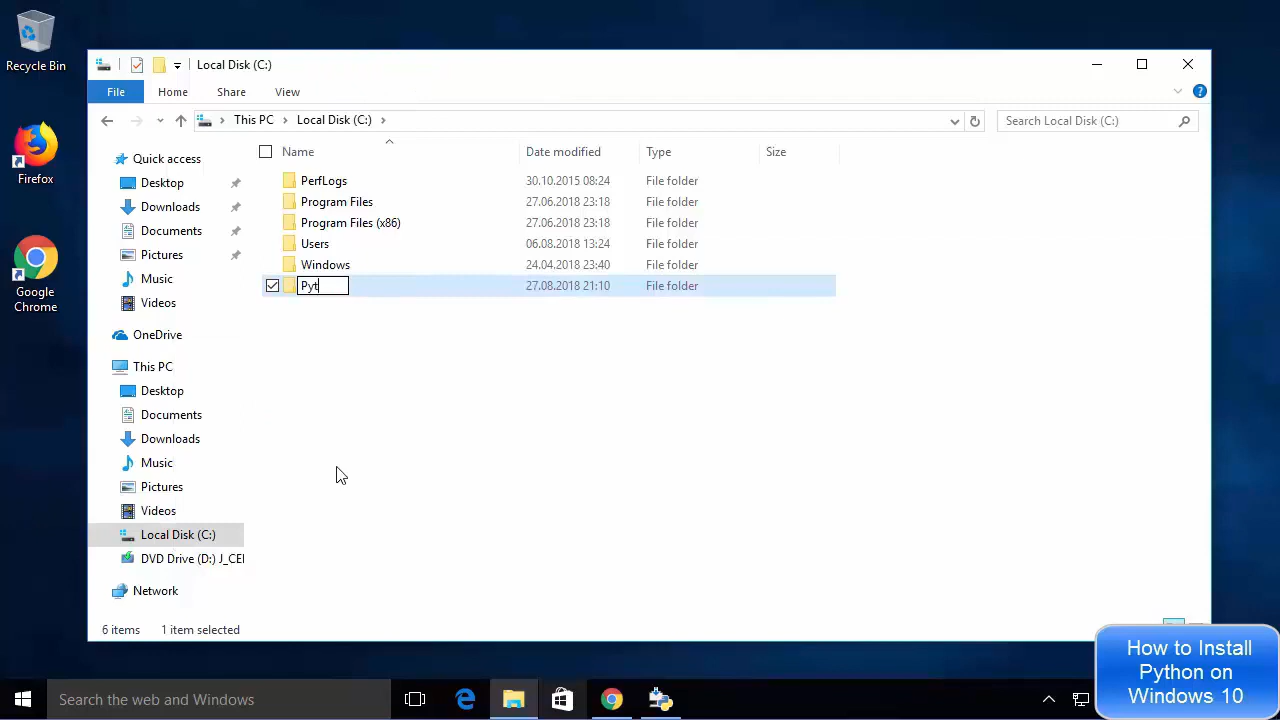 Recycle Bin
Firefox
Google
Chrome
Local Disk (C:)
File Home Share View
This PC Local Disk (C:)
Search Local Disk (C:)
Name Date modified Type Size
PerfLogs 30.10.2015 08:24 File folder
Program Files 27.06.2018 23:18 File folder
Program Files (x86) 27.06.2018 23:18 File folder
Users 06.08.2018 13:24 File folder
Windows 24.04.2018 23:40 File folder
Pyt 27.08.2018 21:10 File folder
Quick access
Desktop
Downloads
Documents
Pictures
Music
Videos
OneDrive
This PC
Desktop
Documents
Downloads
Music
Pictures
Videos
Local Disk (C:)
DVD Drive (D:) J_CEI
Network
6 items 1 item selected
Search the web and Windows
How to Install
Python on
Windows 10